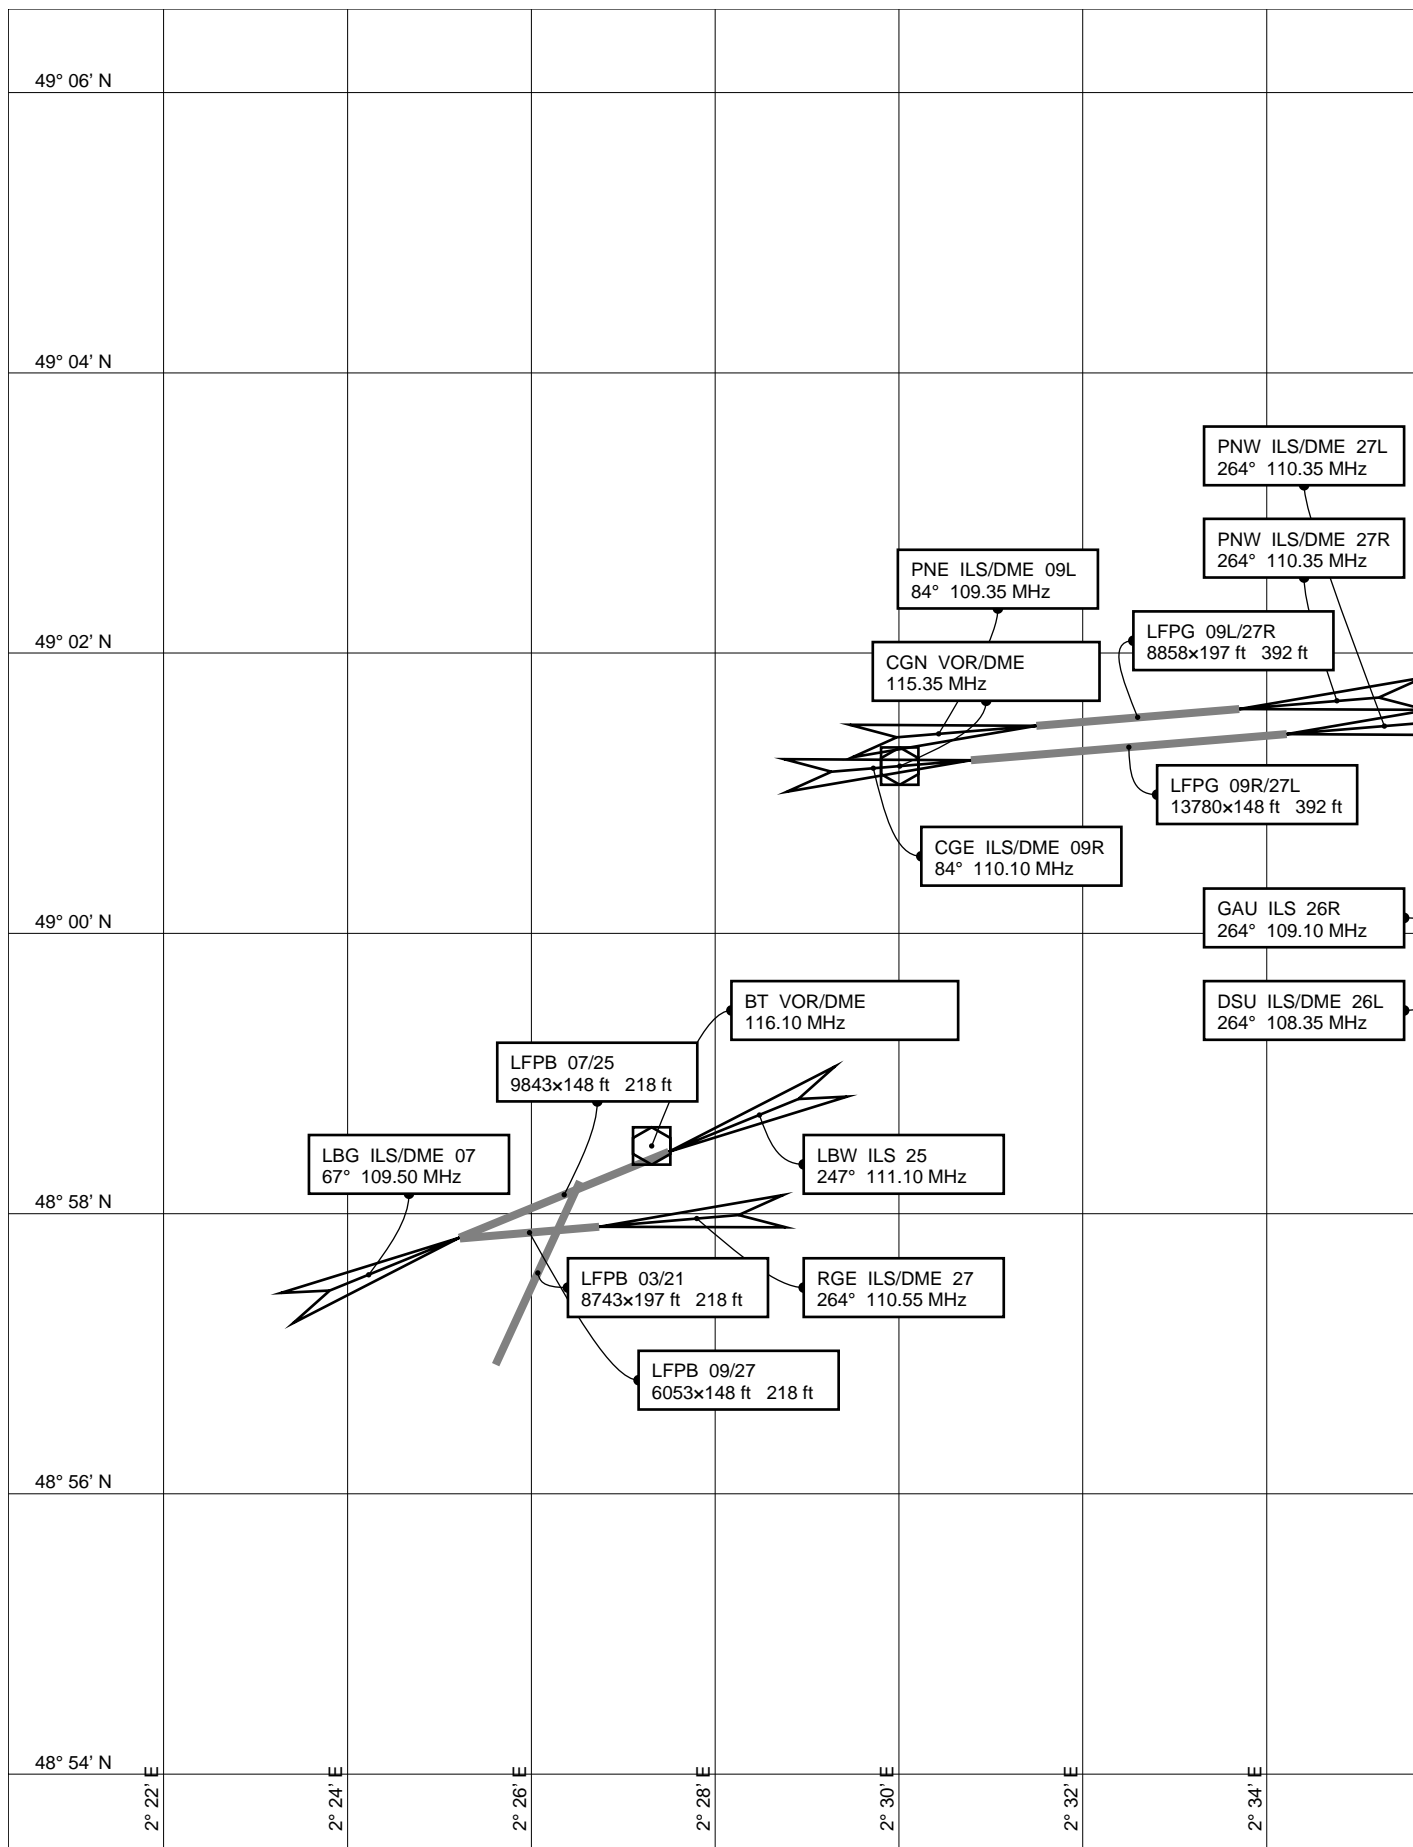 49° 06' N
49° 04' N
PNW ILS/DME 27L
264° 110.35 MHz
PNW ILS/DME 27R
264° 110.35 MHz
PNE ILS/DME 09L
84° 109.35 MHz
LFPG 09L/27R
8858×197 ft 392 ft
49° 02' N
CGN VOR/DME
115.35 MHz
LFPG 09R/27L
13780×148 ft 392 ft
CGE ILS/DME 09R
84° 110.10 MHz
GAU ILS 26R
264° 109.10 MHz
49° 00' N
BT VOR/DME
116.10 MHz
DSU ILS/DME 26L
264° 108.35 MHz
LFPB 07/25
9843×148 ft 218 ft
LBG ILS/DME 07
67° 109.50 MHz
LBW ILS 25
247° 111.10 MHz
48° 58' N
LFPB 03/21
8743×197 ft 218 ft
RGE ILS/DME 27
264° 110.55 MHz
LFPB 09/27
6053×148 ft 218 ft
48° 56' N
48° 54' N
2° 22' E
2° 24' E
2° 26' E
2° 28' E
2° 30' E
2° 32' E
2° 34' E